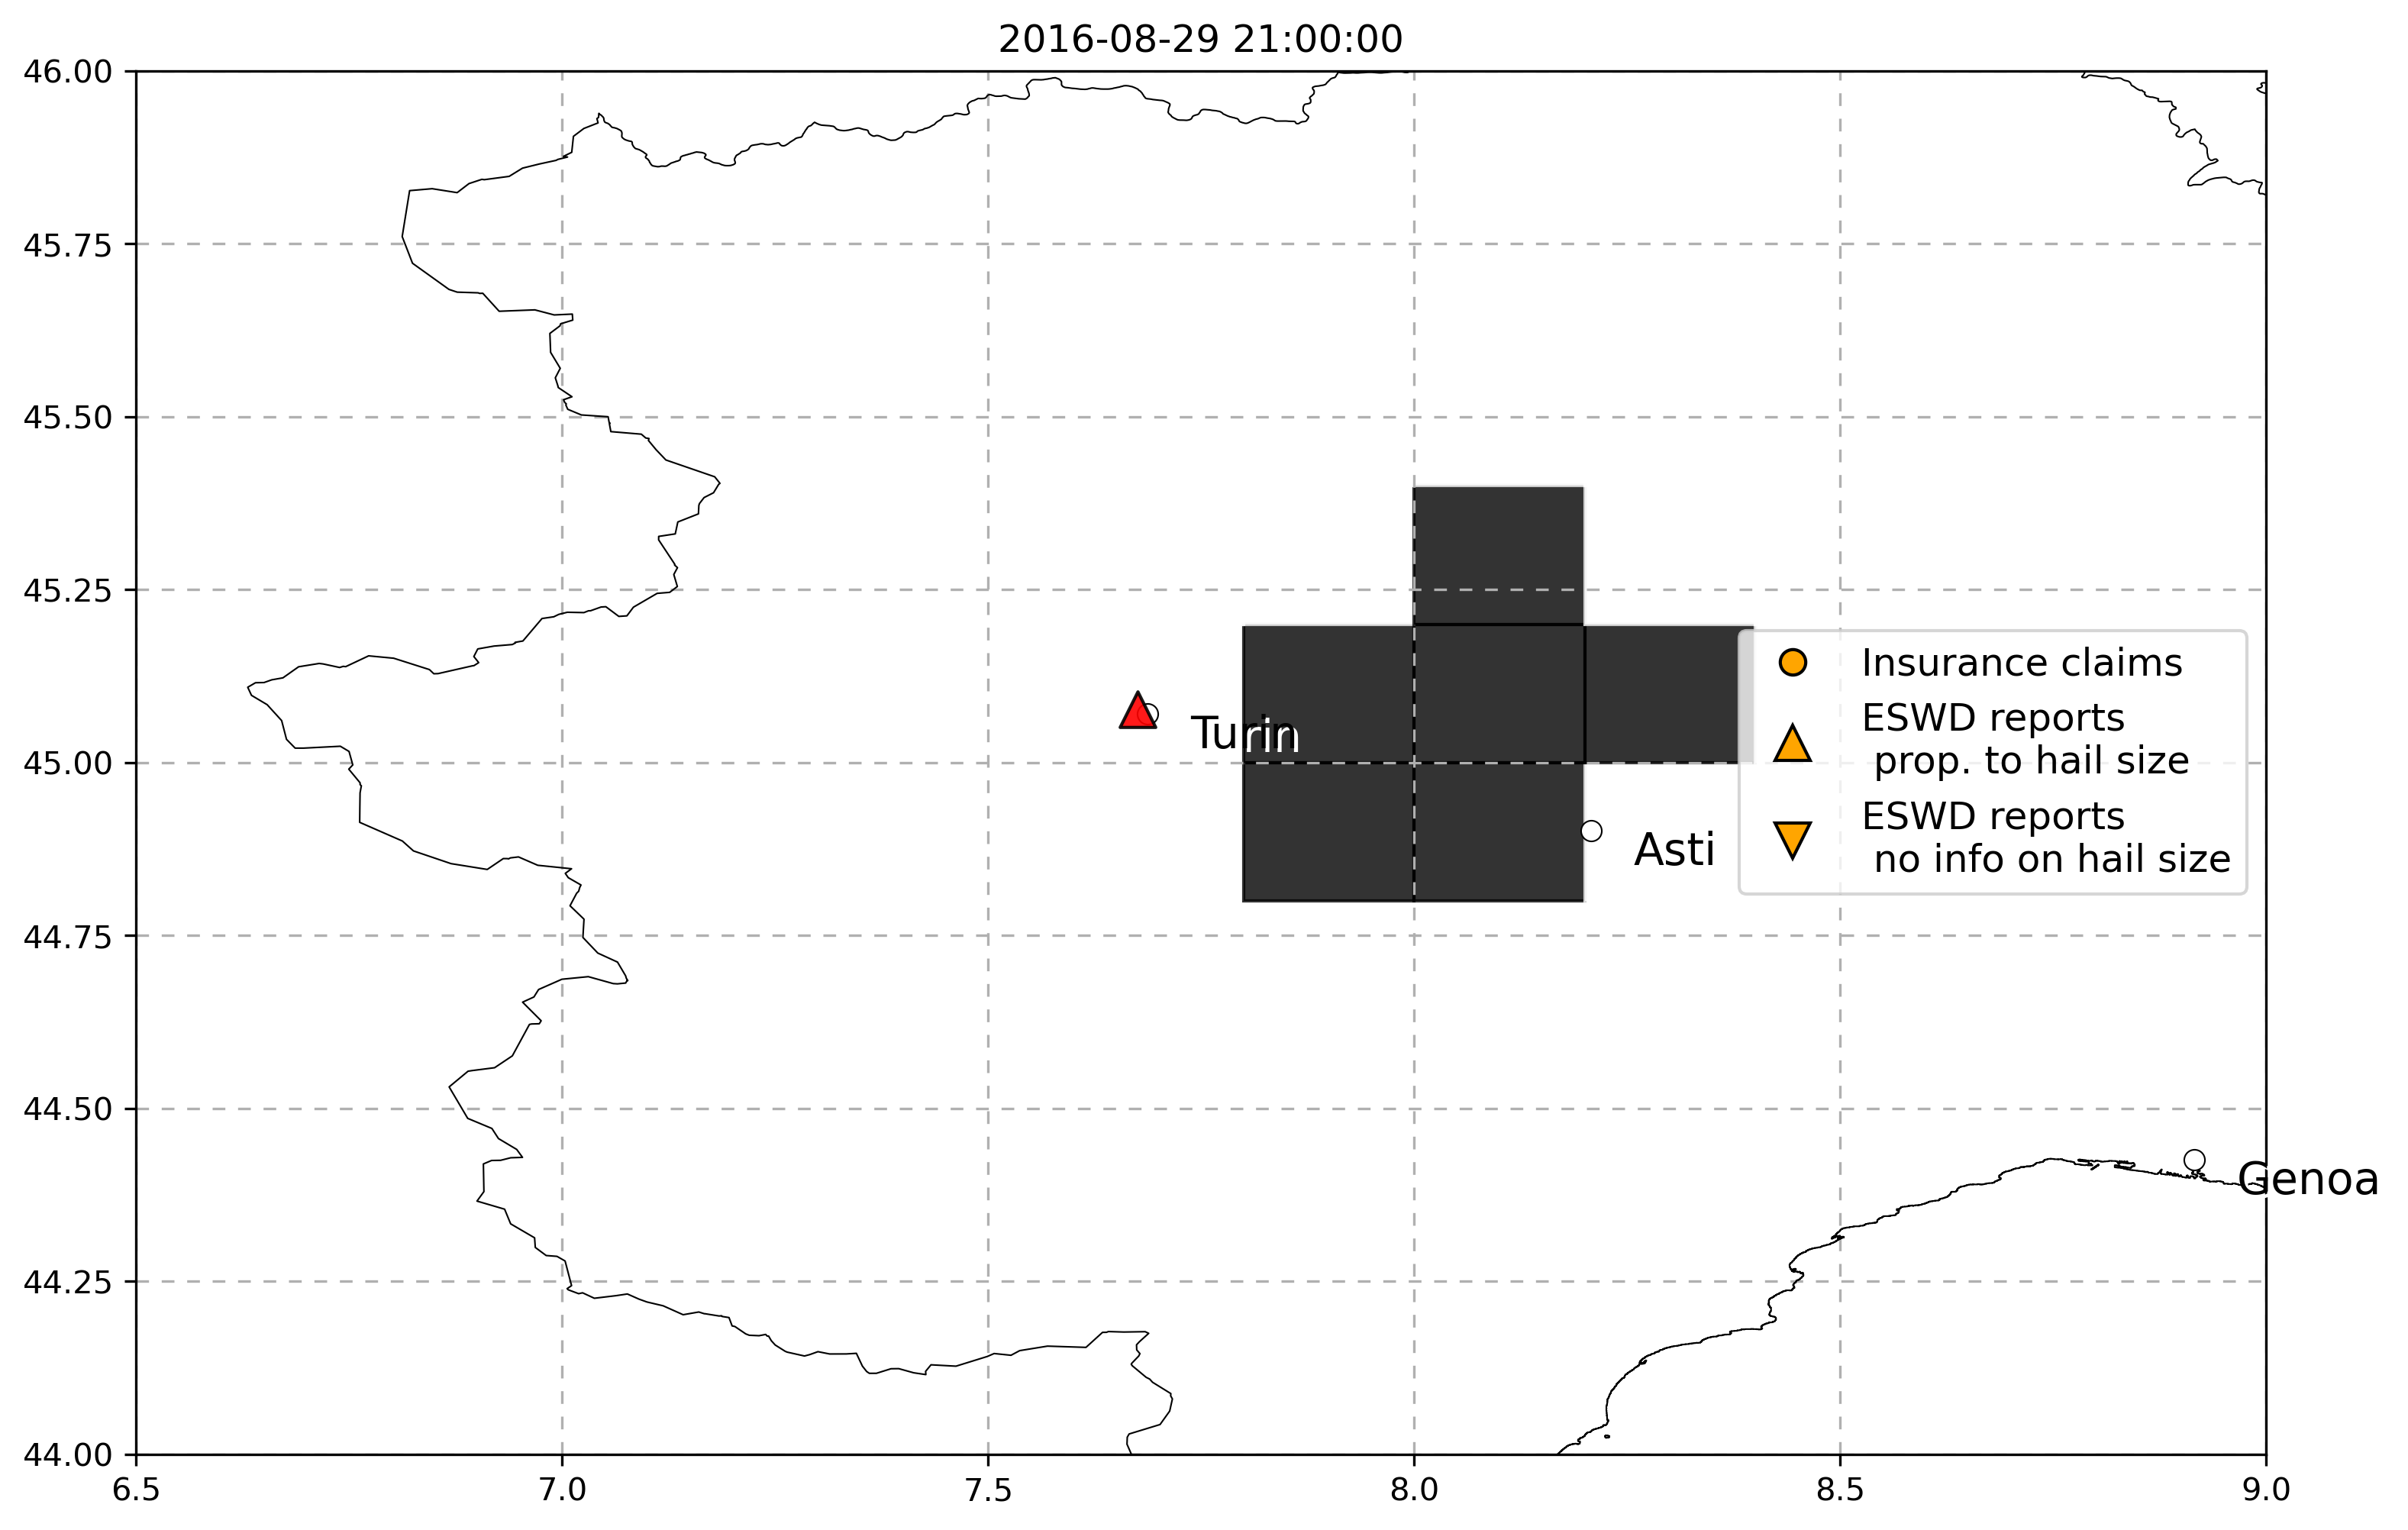 2016-08-29 21:00:00
46.00
45.75
45.50
45.25
45.00
44.75
44.50
44.25
44.00
Turin
Asti
Genoa
Insurance claims
ESWD reports
prop. to hail size
ESWD reports
no info on hail size
6.5 7.0 7.5 8.0 8.5 9.0